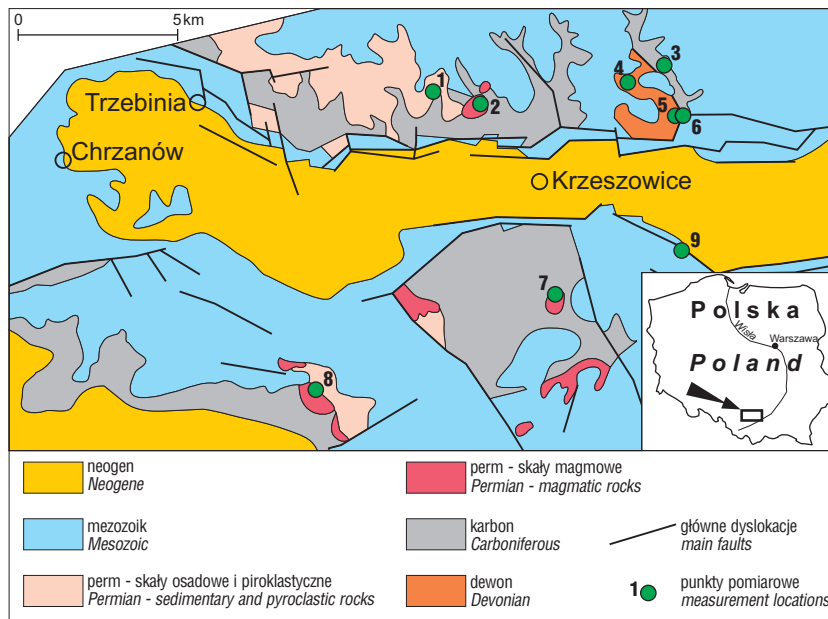 0
5 km
Trzebinia
Chrzanów
Krzeszowice
1
2
3
4
5
6
7
8
9
Polska
Wisła
Warszawa
Poland
neogen
Neogene
mezozoik
Mesozoic
perm - skały osadowe i piroklastyczne
Permian - sedimentary and pyroclastic rocks
perm - skały magmowe
Permian - magmatic rocks
karbon
Carboniferous
dewon
Devonian
główne dyslokacje
main faults
1
punkty pomiarowe
measurement locations